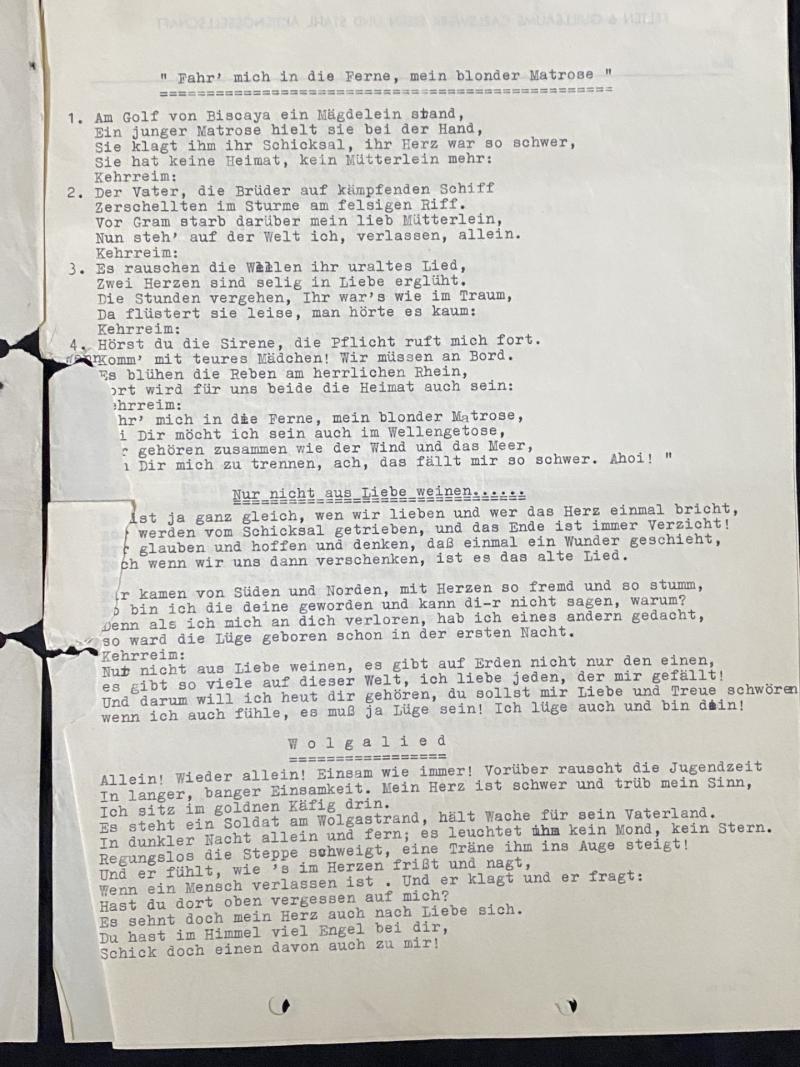 FELTEN & GUILLEAUME CARLSWERK EISEN UND STAHL AKTIENGESELLSCHAFT
" Fahr' mich in die Ferne, mein blonder Matrose "
1. Am Golf von Biscaya ein Mägdelein stand,
Ein junger Matrose hielt sie bei der Hand,
Sie klagt ihm ihr Schicksal, ihr Herz war so schwer,
Sie hat keine Heimat, kein Mütterlein mehr:
Kehrreim:
2. Der Vater, die Brüder auf kämpfenden Schiff
Zerschellten im Sturme am felsigen Riff.
Vor Gram starb darüber mein lieb Mütterlein,
Nun steh' auf der Welt ich, verlassen, allein.
Kehrreim:
3. Es rauschen die Wellen ihr uraltes Lied,
Zwei Herzen sind selig in Liebe erglüht.
Die Stunden vergehen, Ihr war's wie im Traum,
Da flüstert sie leise, man hörte es kaum:
Kehrreim:
4. Hörst du die Sirene, die Pflicht ruft mich fort.
Komm' mit teures Mädchen! Wir müssen an Bord.
Es blühen die Reben am herrlichen Rhein,
ort wird für uns beide die Heimat auch sein:
ehrreim:
hr' mich in die Ferne, mein blonder Matrose,
i Dir möcht ich sein auch im Wellengetose,
r gehören zusammen wie der Wind und das Meer,
n Dir mich zu trennen, ach, das fällt mir so schwer. Ahoi! "
Nur nicht aus Liebe weinen......
ist ja ganz gleich, wen wir lieben und wer das Herz einmal bricht,
r werden vom Schicksal getrieben, und das Ende ist immer Verzicht!
r glauben und hoffen und denken, daß einmal ein Wunder geschieht,
ch wenn wir uns dann verschenken, ist es das alte Lied.
r kamen von Süden und Norden, mit Herzen so fremd und so stumm,
o bin ich die deine geworden und kann di-r nicht sagen, warum?
Denn als ich mich an dich verloren, hab ich eines andern gedacht,
so ward die Lüge geboren schon in der ersten Nacht.
Kehrreim:
Nur nicht aus Liebe weinen, es gibt auf Erden nicht nur den einen,
es gibt so viele auf dieser Welt, ich liebe jeden, der mir gefällt!
Und darum will ich heut dir gehören, du sollst mir Liebe und Treue schwören
wenn ich auch fühle, es muß ja Lüge sein! Ich lüge auch und bin dein!
W o l g a l i e d
Allein! Wieder allein! Einsam wie immer! Vorüber rauscht die Jugendzeit
In langer, banger Einsamkeit. Mein Herz ist schwer und trüb mein Sinn,
Ich sitz im goldnen Käfig drin.
Es steht ein Soldat am Wolgastrand, hält Wache für sein Vaterland.
In dunkler Nacht allein und fern; es leuchtet ihm kein Mond, kein Stern.
Regungslos die Steppe schweigt, eine Träne ihm ins Auge steigt!
Und er fühlt, wie 's im Herzen frißt und nagt,
Wenn ein Mensch verlassen ist . Und er klagt und er fragt:
Hast du dort oben vergessen auf mich?
Es sehnt doch mein Herz auch nach Liebe sich.
Du hast im Himmel viel Engel bei dir,
Schick doch einen davon auch zu mir!